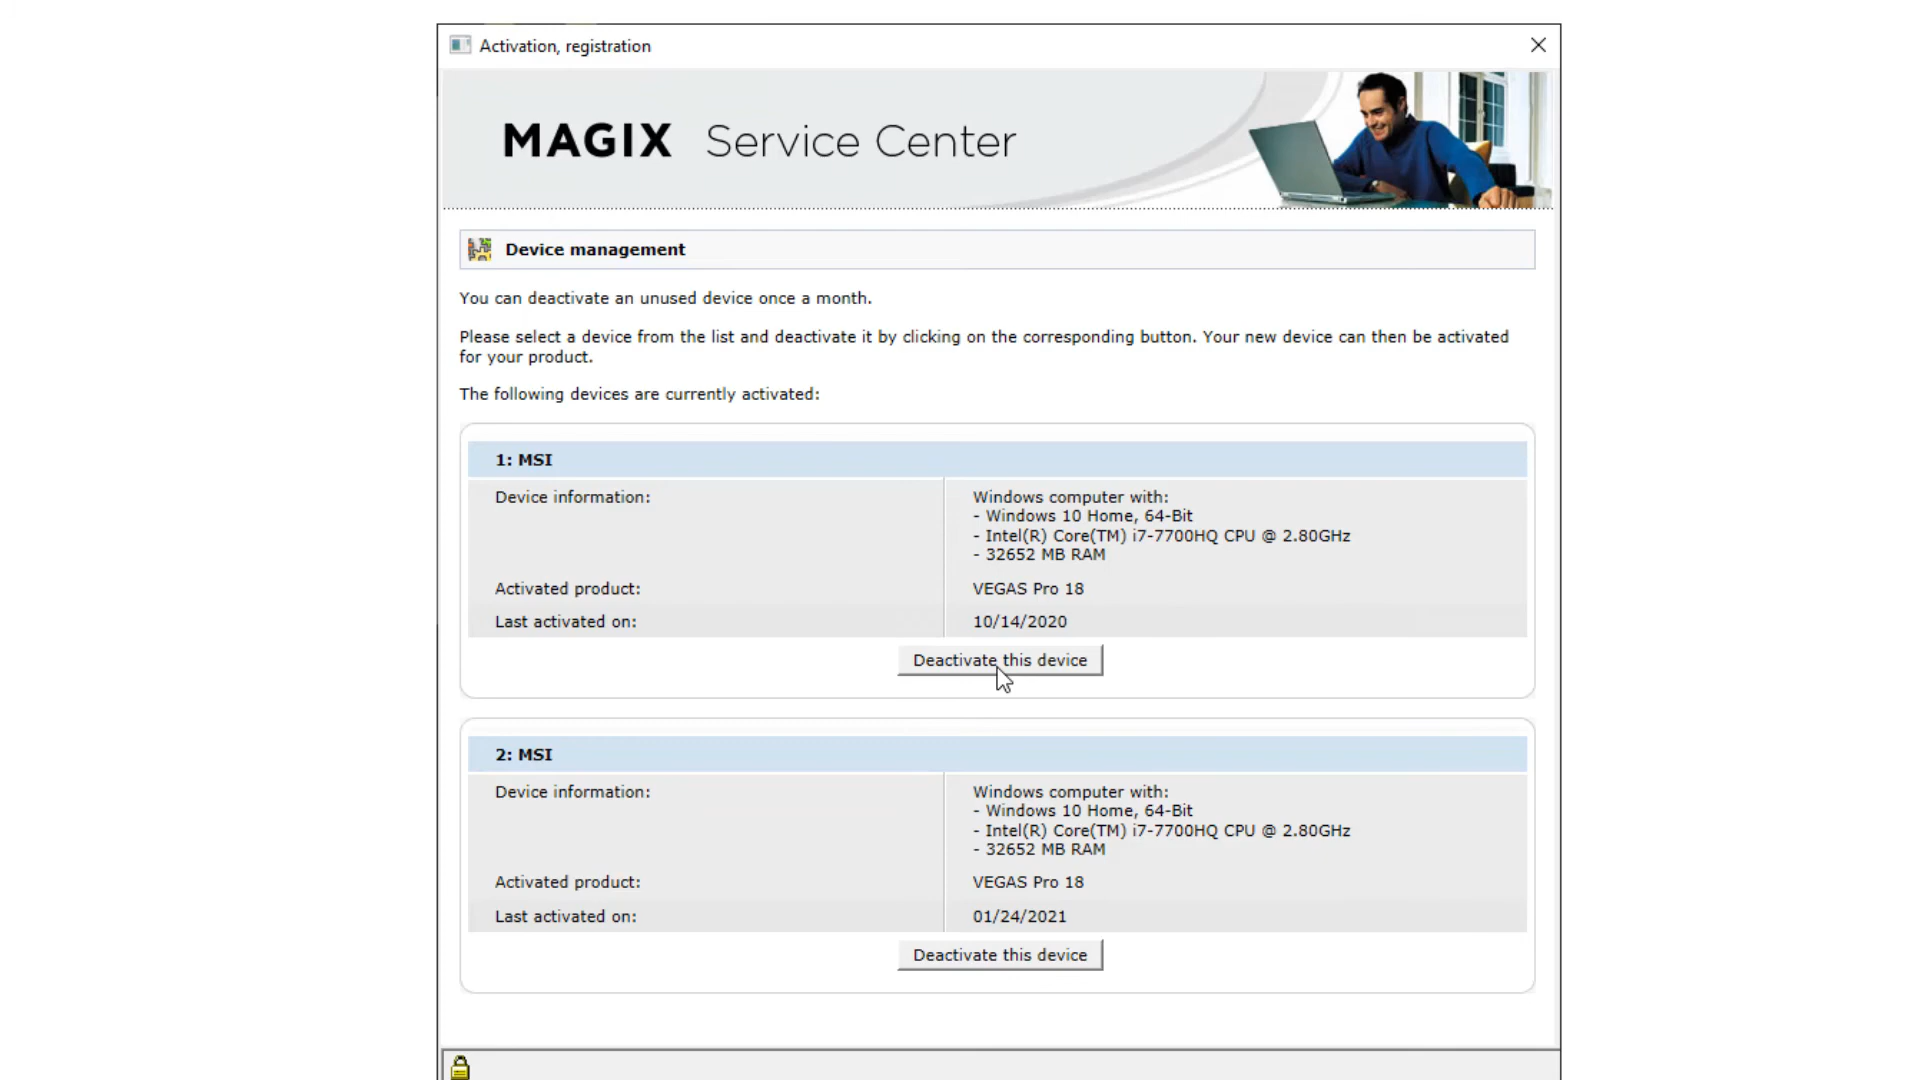 Activation, registration
MAGIX Service Center
Device management
You can deactivate an unused device once a month.
Please select a device from the list and deactivate it by clicking on the corresponding button. Your new device can then be activated
for your product.
The following devices are currently activated:
1: MSI
Device information:
Windows computer with:
- Windows 10 Home, 64-Bit
- Intel(R) Core(TM) i7-7700HQ CPU @ 2.80GHz
- 32652 MB RAM
Activated product:
VEGAS Pro 18
Last activated on:
10/14/2020
Deactivate this device
2: MSI
Device information:
Windows computer with:
- Windows 10 Home, 64-Bit
- Intel(R) Core(TM) i7-7700HQ CPU @ 2.80GHz
- 32652 MB RAM
Activated product:
VEGAS Pro 18
Last activated on:
01/24/2021
Deactivate this device